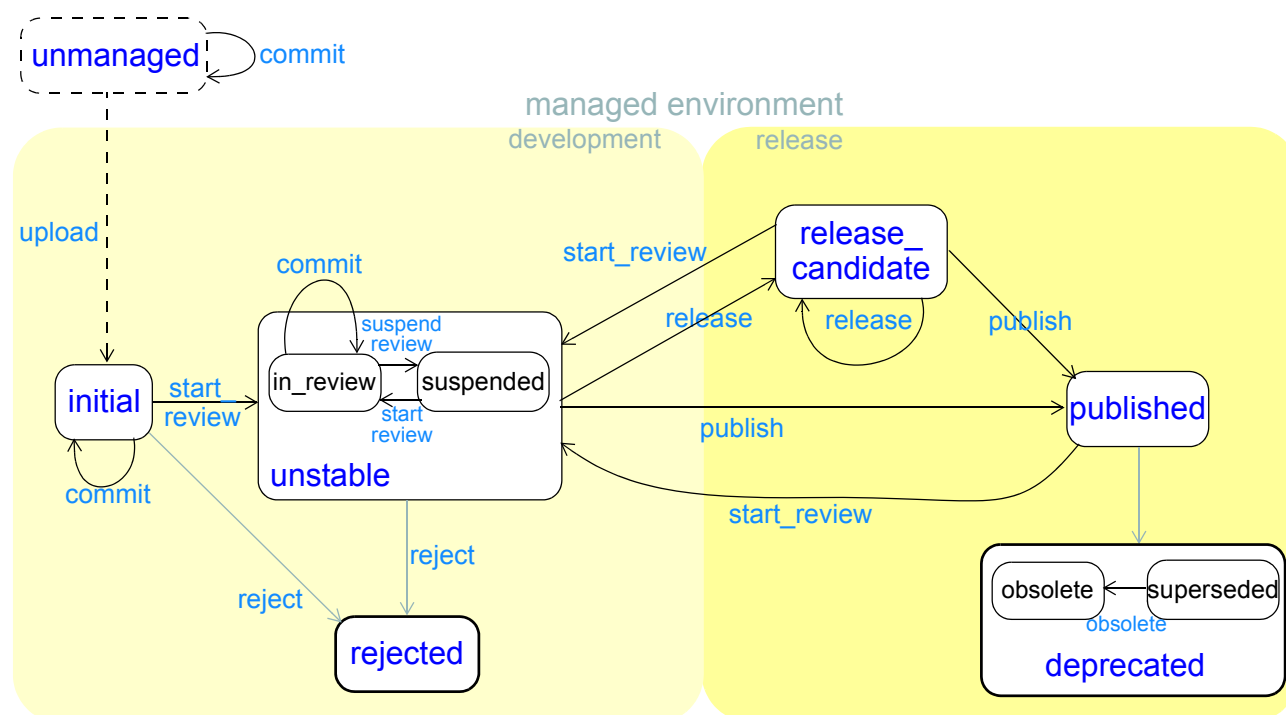 unmanaged
commit
managed environment
development
release
upload
release_
candidate
start_review
commit
release
release
publish
suspend
review
in_review
suspended
start
review
unstable
initial
start_
review
commit
publish
published
start_review
reject
reject
rejected
obsolete
superseded
obsolete
deprecated